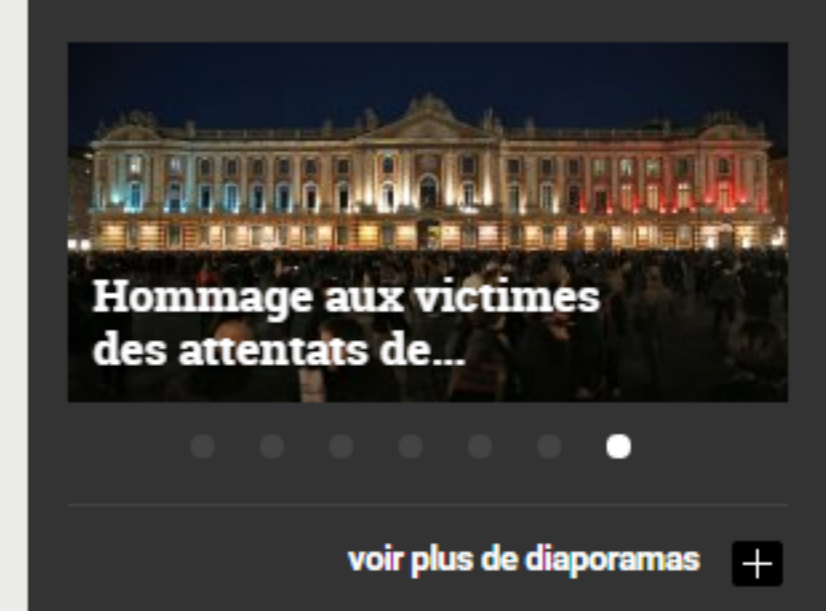 Hommage aux victimes
des attentats de...
voir plus de diaporamas